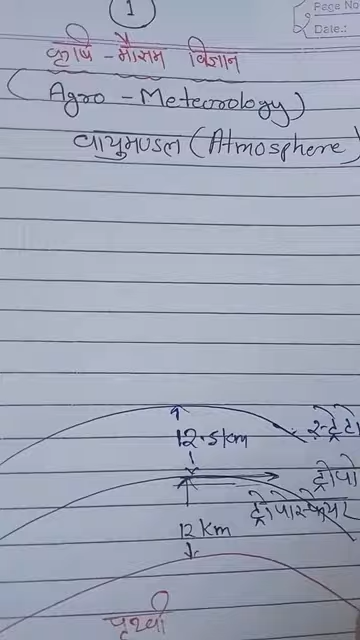 1
Page No
Date.:
कृषि - मौसम विज्ञान
(Agro - Meteorology)
वायुमण्डल (Atmosphere)
12.5 km
12 km
ट्रोपोस्फेयर
पृथ्वी